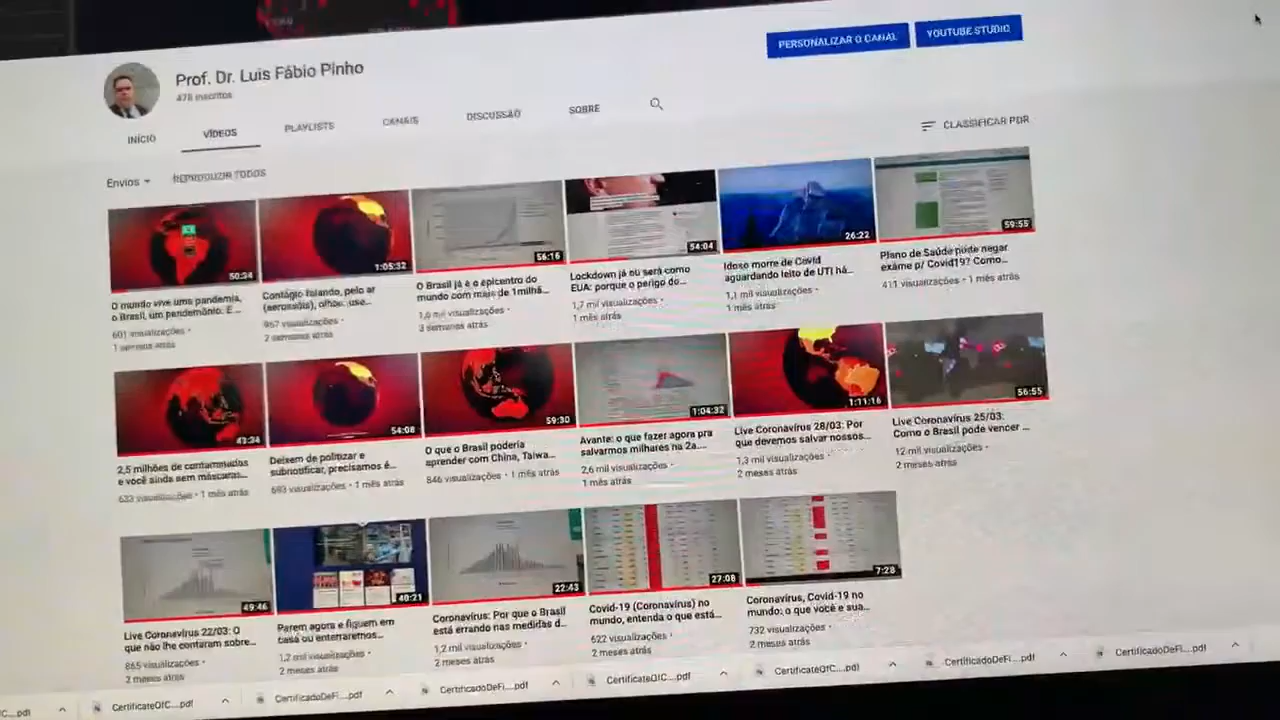 PERSONALIZAR O CANAL
YOUTUBE STUDIO
Prof. Dr. Luis Fábio Pinho
478 inscritos
INÍCIO
VÍDEOS
PLAYLISTS
CANAIS
DISCUSSÃO
SOBRE
Envios
REPRODUZIR TODOS
CLASSIFICAR POR
50:34
1:05:32
56:16
54:04
26:22
59:55
O mundo vive uma pandemia,
o Brasil, um pandemônio. E...
601 visualizações •
1 semanas atrás
Contágio falando, pelo ar
(aerossóis), olhos: use...
967 visualizações •
2 semanas atrás
O Brasil já é o epicentro do
mundo com mais de 1milhã...
1,6 mil visualizações •
3 semanas atrás
Lockdown já ou será como
EUA: porque o perigo do...
1,7 mil visualizações •
1 mês atrás
Idoso morre de Covid
aguardando leito de UTI há...
1,1 mil visualizações •
1 mês atrás
Plano de Saúde pode negar
exame p/ Covid19? Como...
411 visualizações • 1 mês atrás
43:34
54:08
59:30
1:04:32
1:11:16
56:55
2,5 milhões de contaminados
e você ainda sem máscaras...
633 visualizações • 1 mês atrás
Deixem de politizar e
subnotificar, precisamos é...
693 visualizações • 1 mês atrás
O que o Brasil poderia
aprender com China, Taiwa...
846 visualizações • 1 mês atrás
Avante: o que fazer agora pra
salvarmos milhares na 2a....
2,6 mil visualizações •
1 mês atrás
Live Coronavírus 28/03: Por
que devemos salvar nossos...
1,3 mil visualizações •
2 meses atrás
Live Coronavírus 25/03:
Como o Brasil pode vencer ...
12 mil visualizações •
2 meses atrás
49:46
40:21
22:43
27:08
7:28
Live Coronavírus 22/03: O
que não lhe contaram sobre...
865 visualizações •
2 meses atrás
Parem agora e fiquem em
casa ou enterraremos...
1,2 mil visualizações •
2 meses atrás
Coronavírus: Por que o Brasil
está errando nas medidas d...
1,2 mil visualizações •
2 meses atrás
Covid-19 (Coronavírus) no
mundo, entenda o que está...
622 visualizações •
2 meses atrás
Coronavírus, Covid-19 no
mundo: o que você e sua...
732 visualizações •
2 meses atrás
C....pdf
CertificateOfC....pdf
CertificadoDeFi....pdf
CertificadoDeFi....pdf
CertificateOfC....pdf
CertificateOfC....pdf
CertificadoDeFi....pdf
CertificadoDeFi....pdf